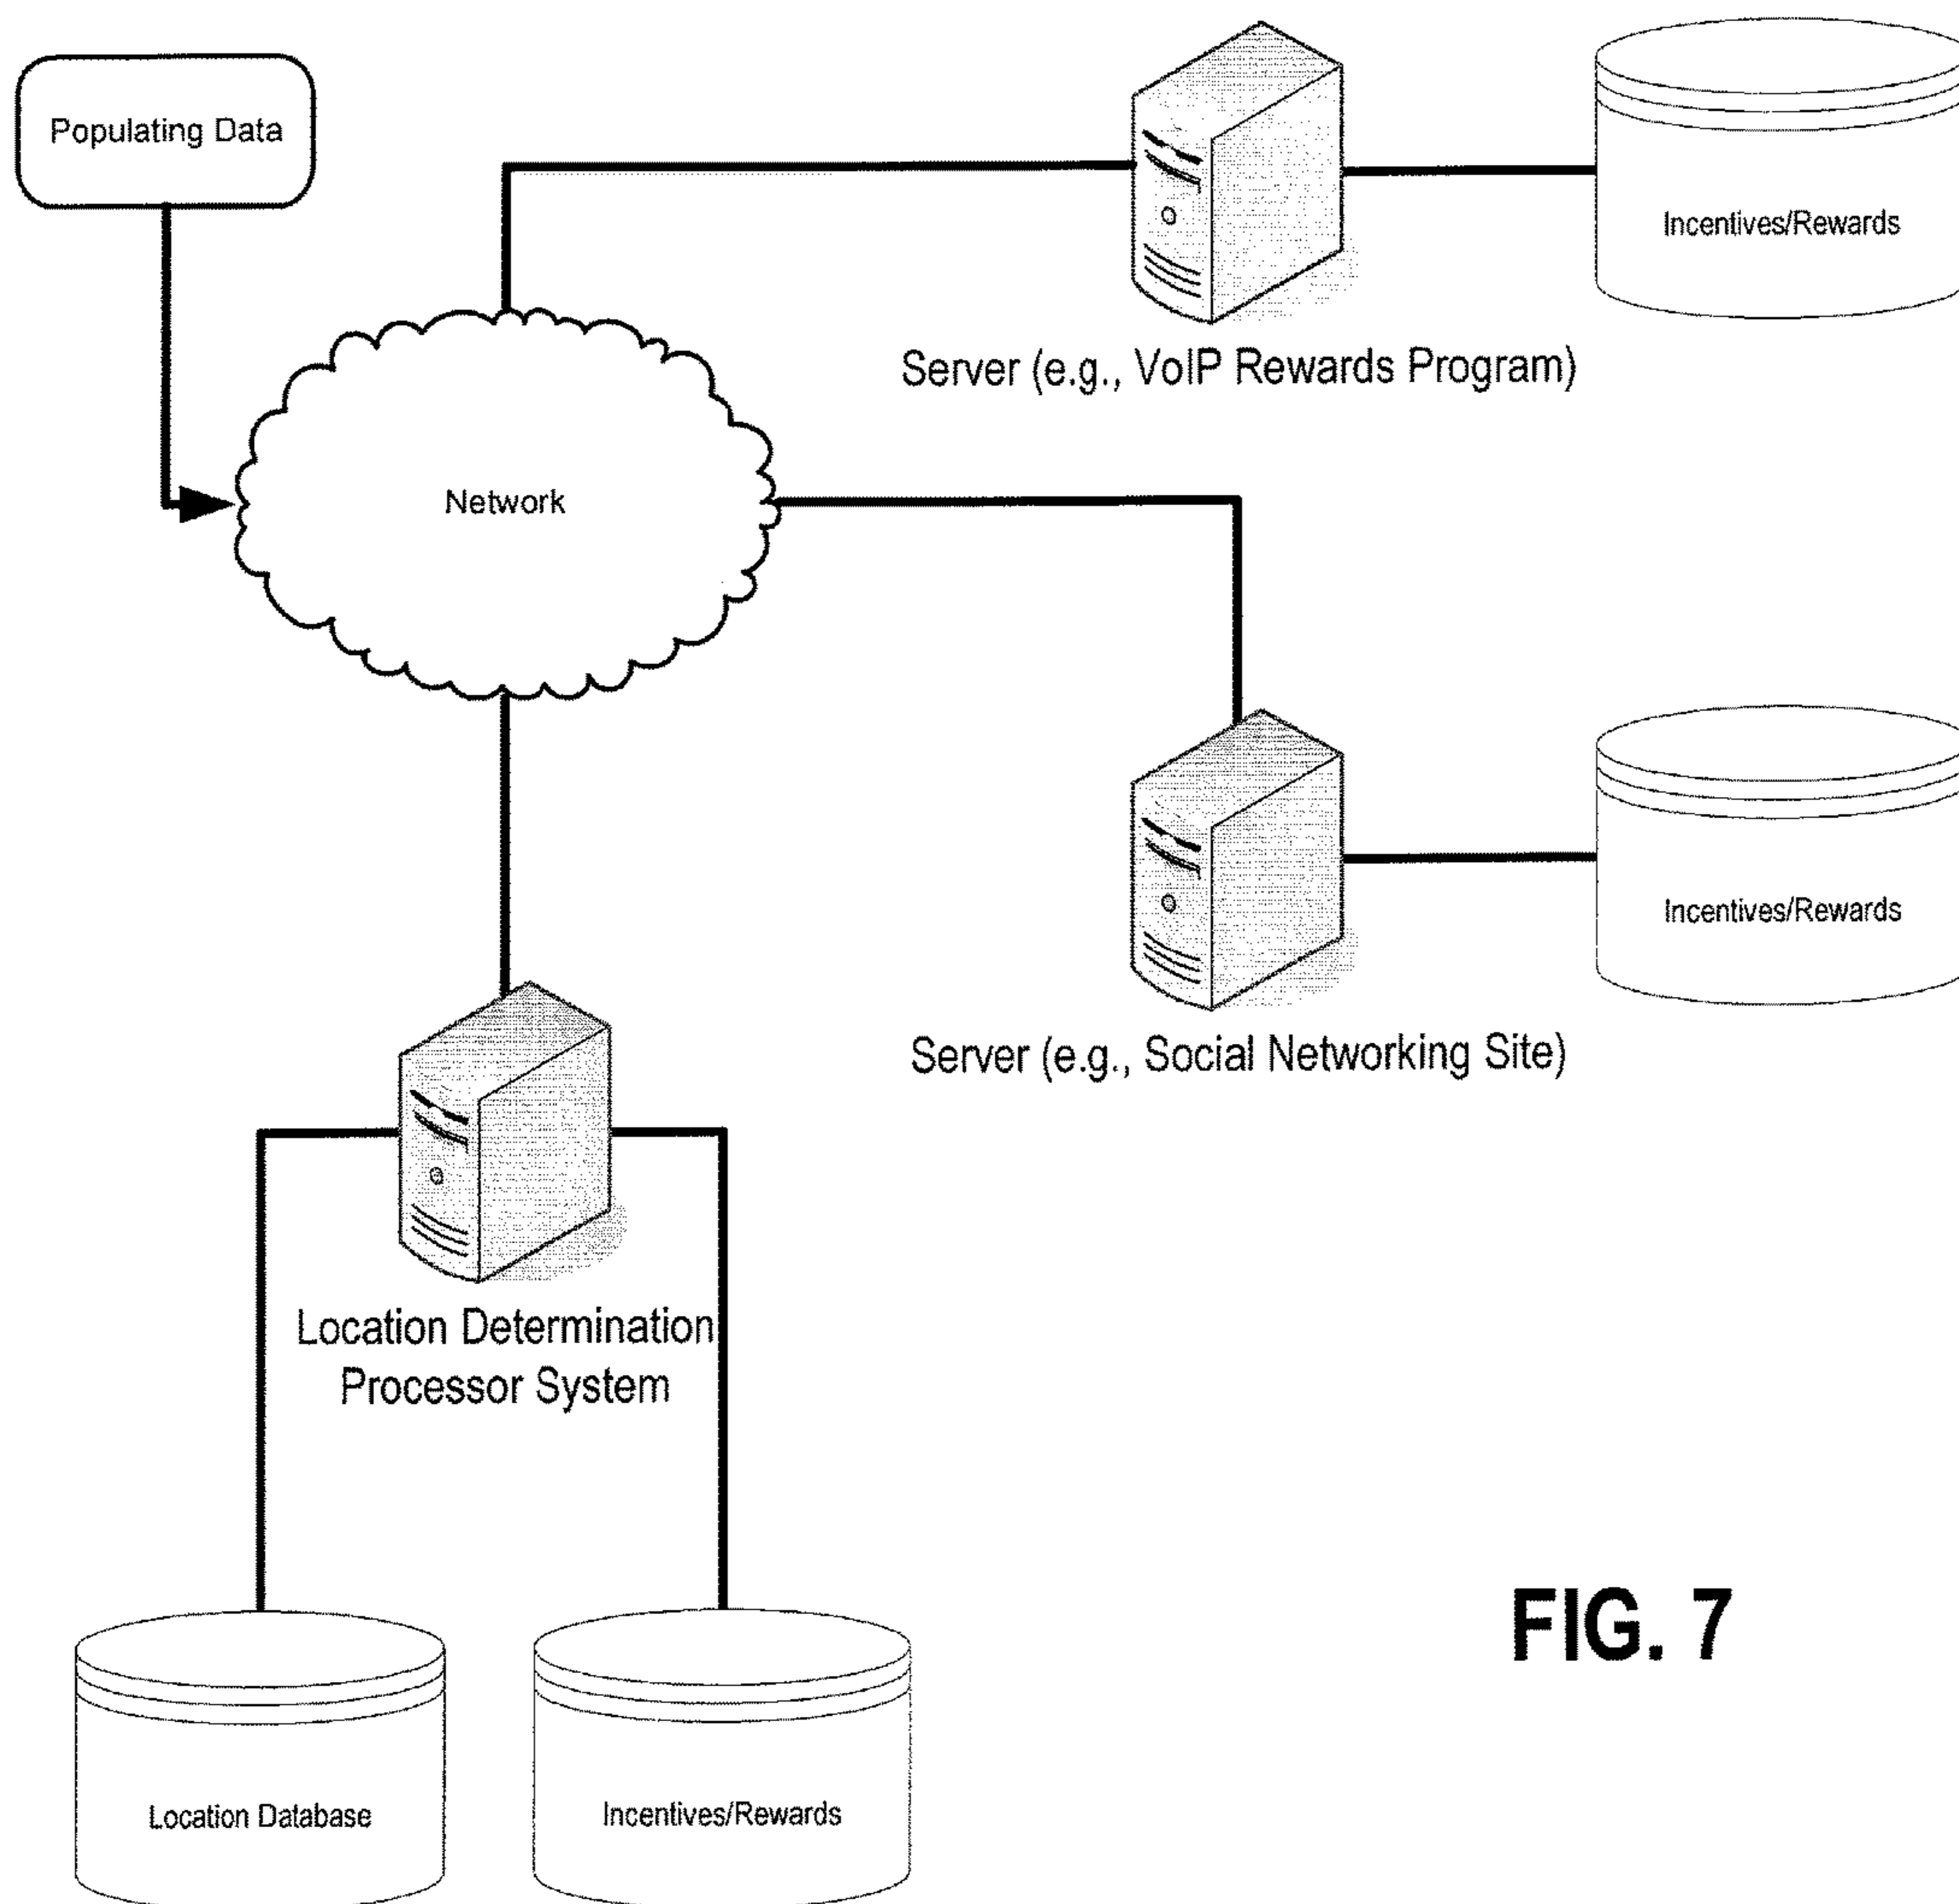 Populating Data
Incentives/Rewards
Server (e.g., VoIP Rewards Program)
Network
Incentives/Rewards
Server (e.g., Social Networking Site)
Location Determination
Processor System
FIG. 7
Location Database
Incentives/Rewards